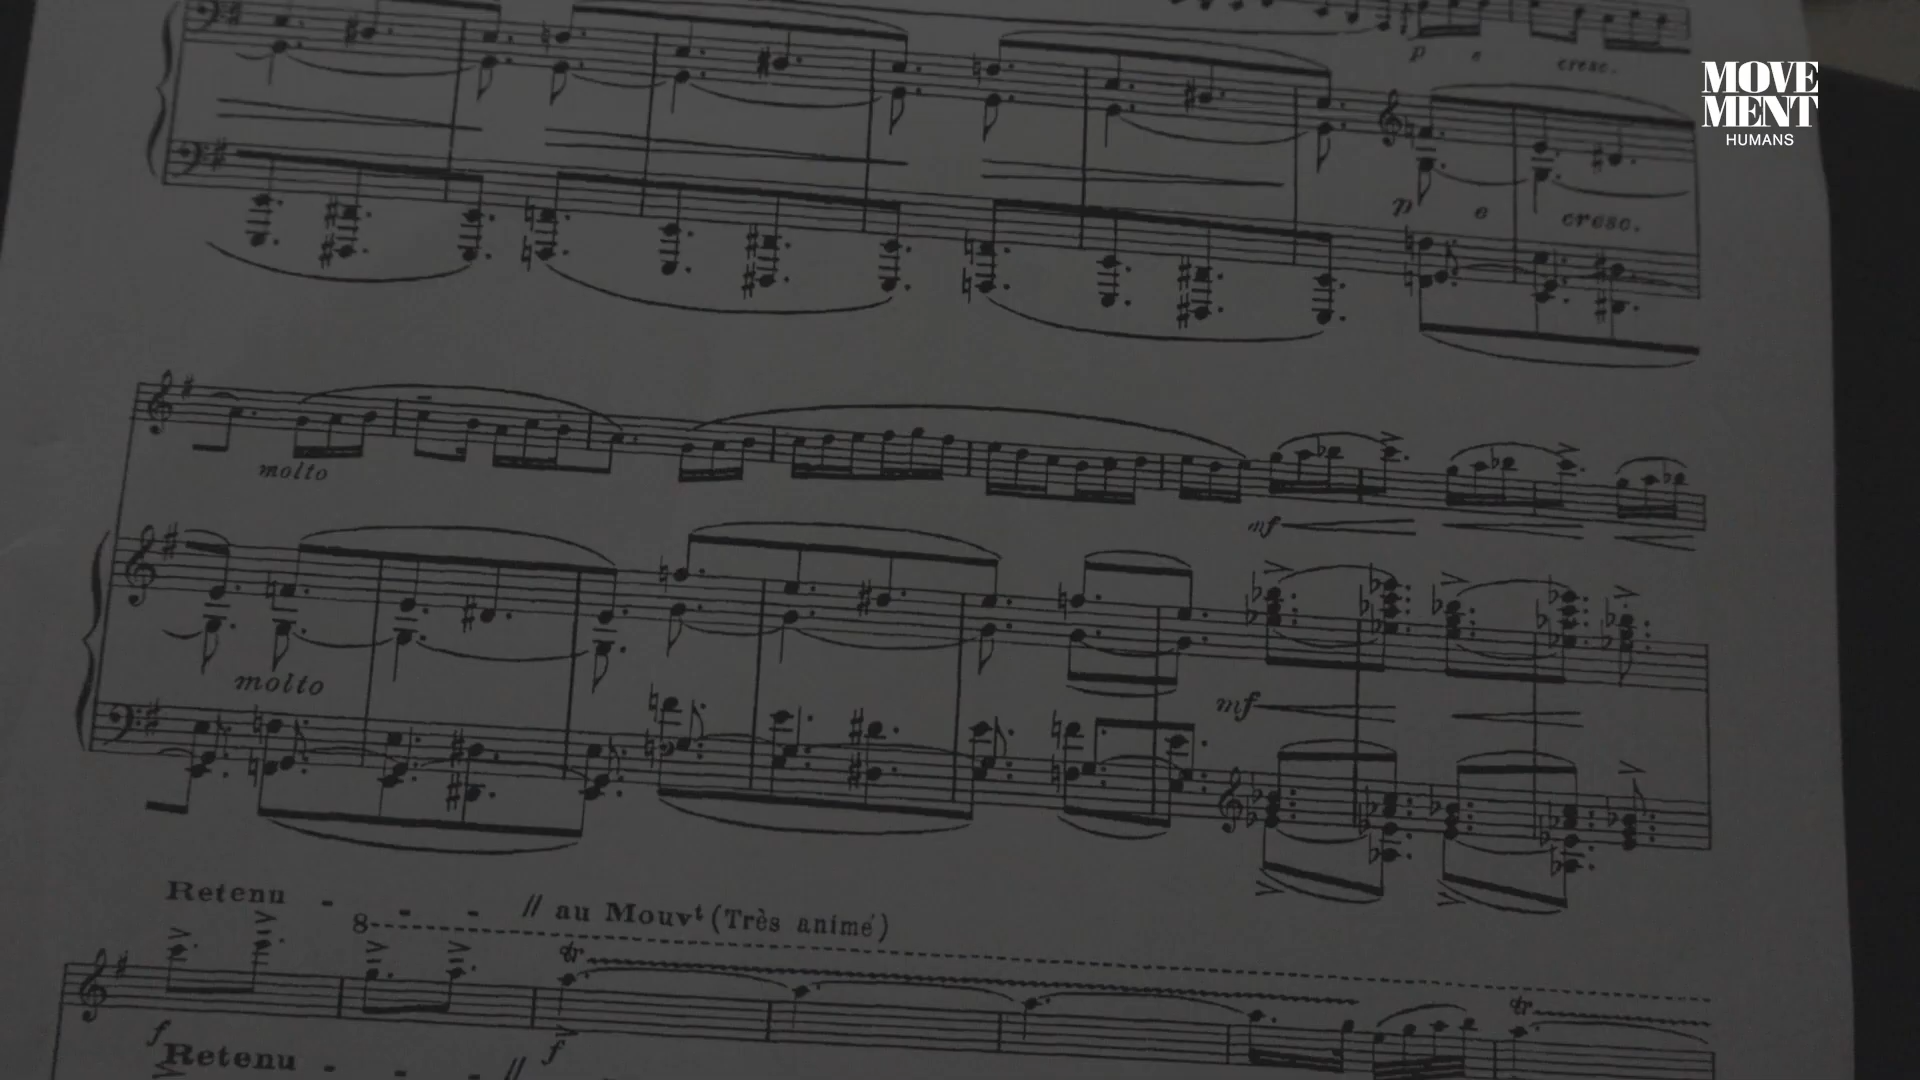 p e cresc.
MOVE
MENT
HUMANS
p e cresc.
molto
mf
molto
mf
Retenu - - - // au Mouvt (Très animé)
8
tr tr
f f
Retenu - - - //